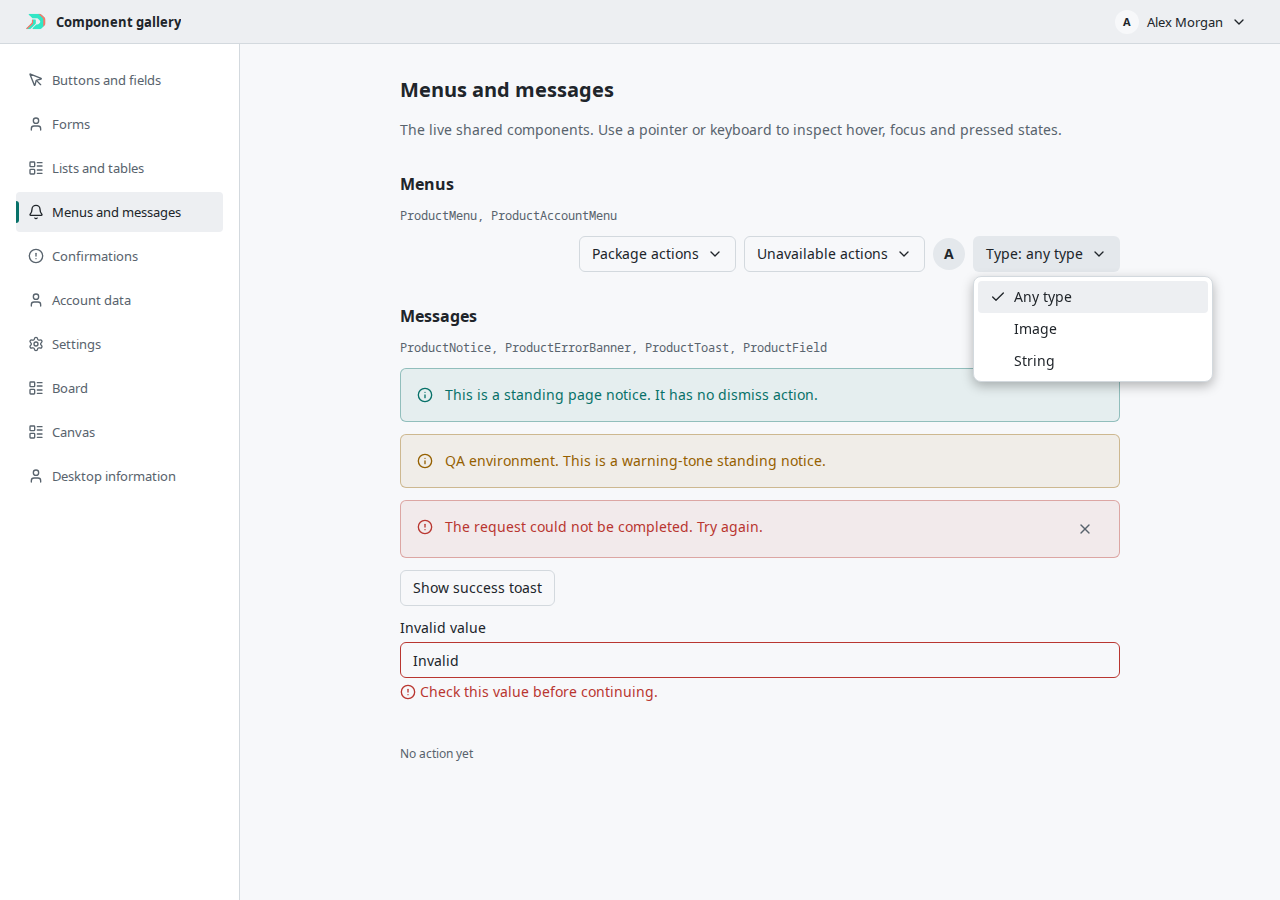 Component gallery
A
Alex Morgan
Buttons and fields
Forms
Lists and tables
Menus and messages
Confirmations
Account data
Settings
Board
Canvas
Desktop information
Menus and messages
The live shared components. Use a pointer or keyboard to inspect hover, focus and pressed states.
Menus
ProductMenu, ProductAccountMenu
Package actions
Unavailable actions
A
Type: any type
Any type
Image
String
Messages
ProductNotice, ProductErrorBanner, ProductToast, ProductField
This is a standing page notice. It has no dismiss action.
QA environment. This is a warning-tone standing notice.
The request could not be completed. Try again.
Show success toast
Invalid value
Invalid
Check this value before continuing.
No action yet